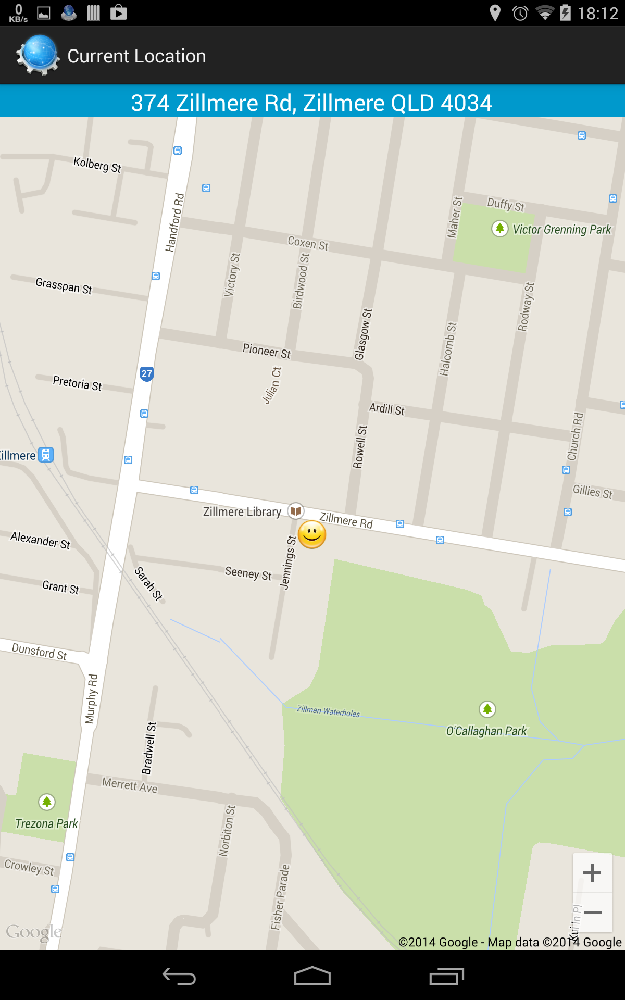 0
KB/s
18:12
Current Location
374 Zillmere Rd, Zillmere QLD 4034
Kolberg St
Handford Rd
Duffy St
Maher St
Victor Grenning Park
Coxen St
Victory St
Birdwood St
Grasspan St
Rodway St
Glasgow St
Halcomb St
Pioneer St
Julian Ct
27
Pretoria St
Ardill St
Church Rd
Rowell St
illmere
Gillies St
Zillmere Library
Zillmere Rd
Alexander St
Jennings St
Seeney St
Sarah St
Grant St
Dunsford St
Murphy Rd
Zillman Waterholes
O'Callaghan Park
Bradwell St
Merrett Ave
Trezona Park
Norbiton St
Crowley St
Fisher Parade
Kui In Pl
Google
©2014 Google - Map data ©2014 Google